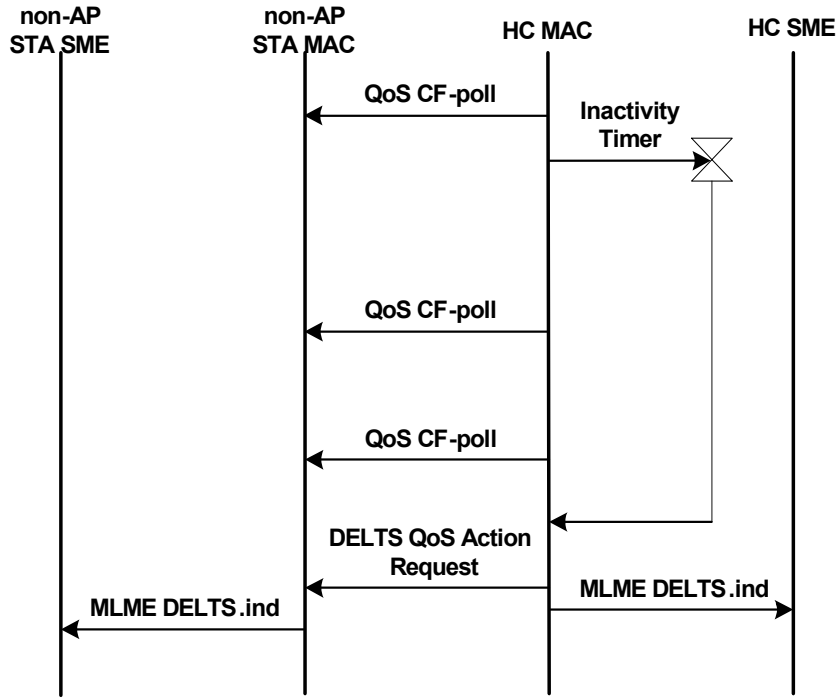 non-AP
STA SME
non-AP
STA MAC
HC MAC
HC SME
QoS CF-poll
Inactivity
Timer
QoS CF-poll
QoS CF-poll
DELTS QoS Action
Request
MLME DELTS.ind
MLME DELTS.ind